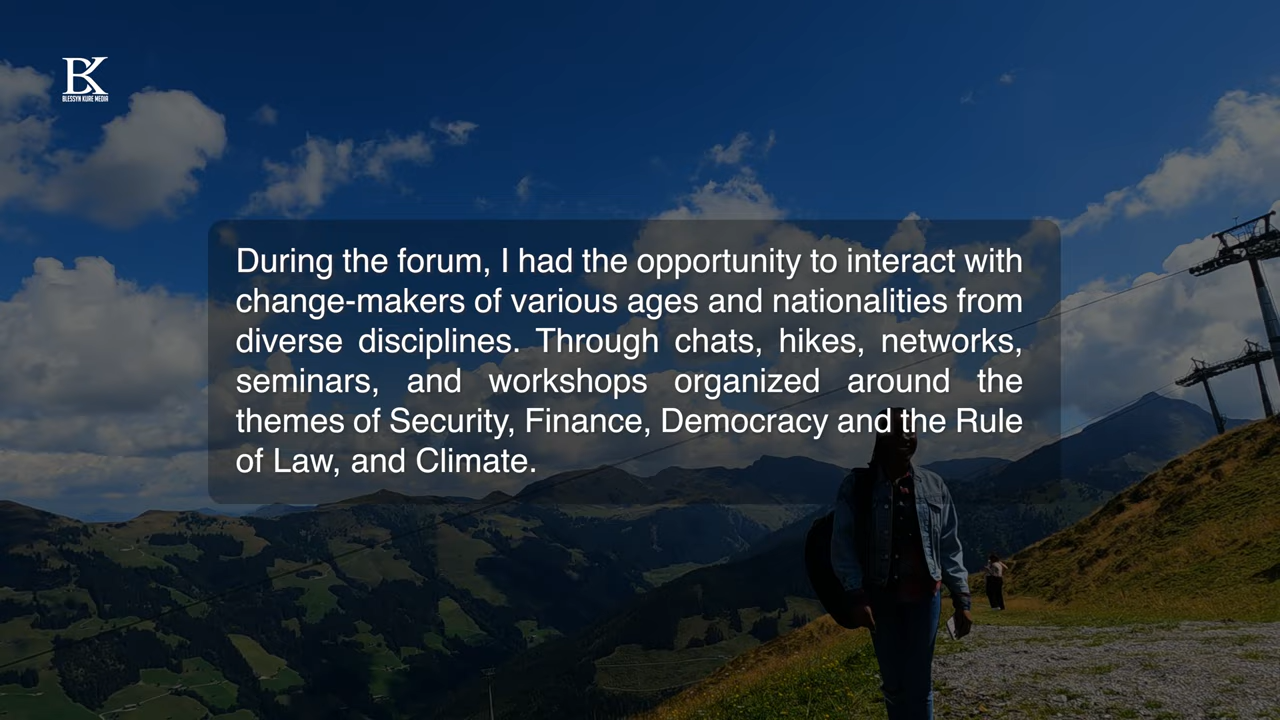 BK
BLESSYN KURE MEDIA
During the forum, I had the opportunity to interact with
change-makers of various ages and nationalities from
diverse disciplines. Through chats, hikes, networks,
seminars, and workshops organized around the
themes of Security, Finance, Democracy and the Rule
of Law, and Climate.